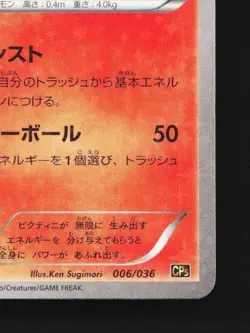 モン 高さ：0.4m 重さ：4.0kg
ンスト
自分のトラッシュから基本エネル
ンにつける。
ーボール 50
ネルギーを1個選び、トラッシュ
ビクティニが 無限に 生み出す
エネルギーを 分け与えてもらうと
全身に パワーが あふれ出す。
Illus.Ken Sugimori 006/036 CP5
o/Creatures/GAME FREAK.